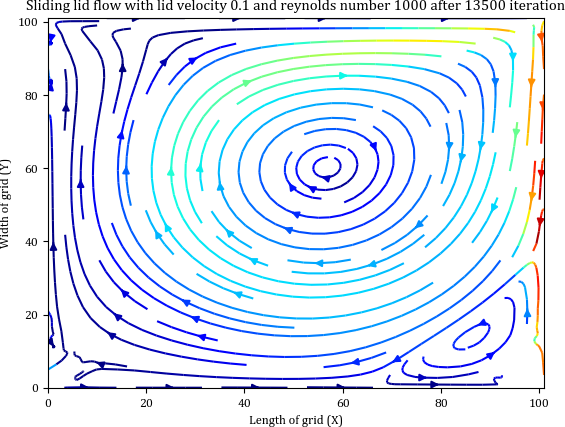 Sliding lid flow with lid velocity 0.1 and reynolds number 1000 after 13500 iteration
100
80
60
40
20
0
Width of grid (Y)
0 20 40 60 80 100
Length of grid (X)